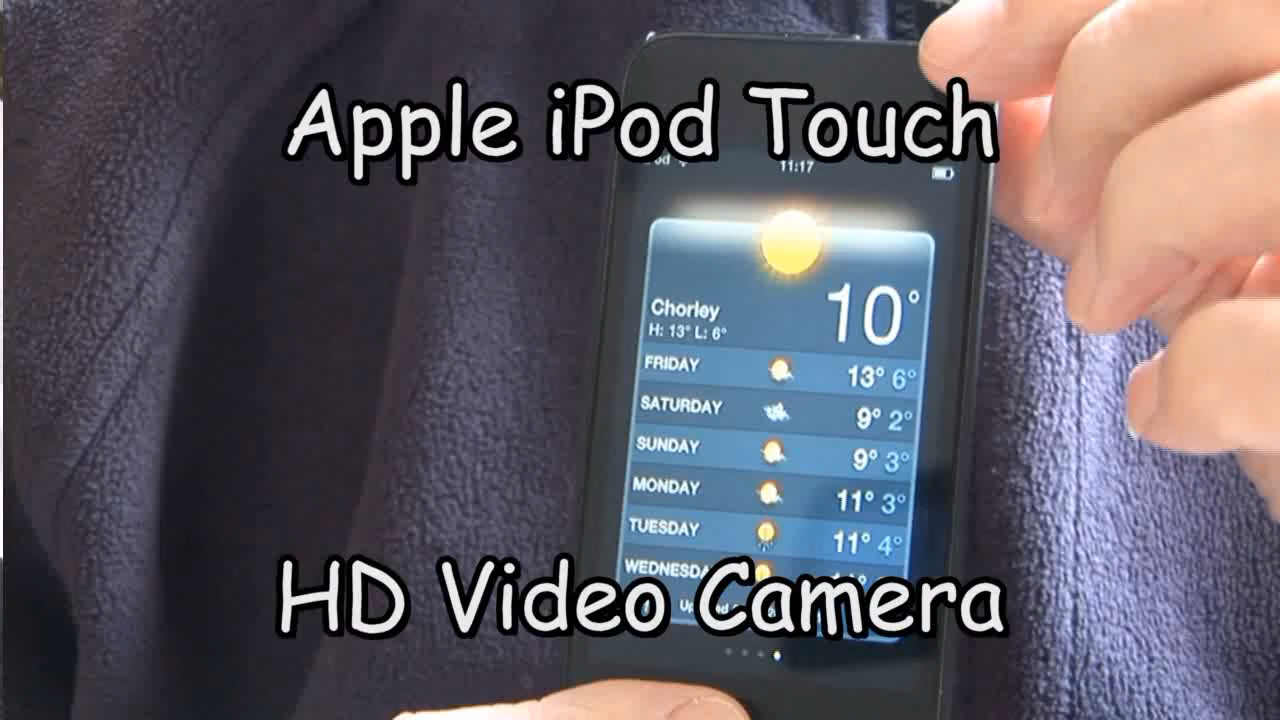 Apple iPod Touch
11:17
10°
Chorley
H: 13° L: 6°
FRIDAY 13° 6°
SATURDAY 9° 2°
SUNDAY 9° 3°
MONDAY 11° 3°
TUESDAY 11° 4°
HD Video Camera